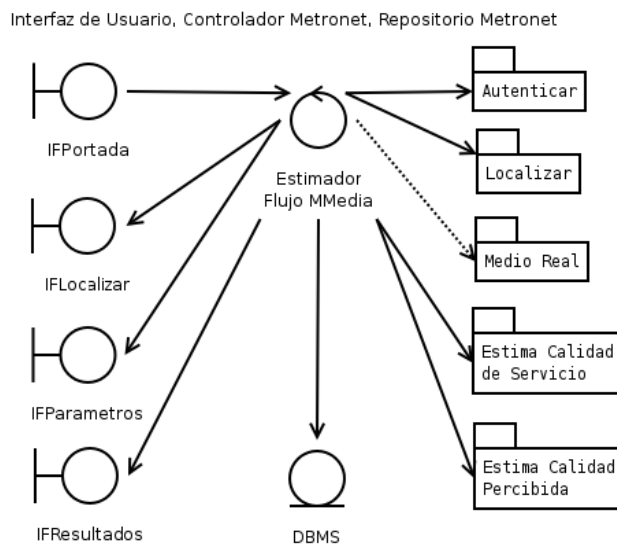 Interfaz de Usuario, Controlador Metronet, Repositorio Metronet
IFPortada
Estimador
Flujo MMedia
Autenticar
Localizar
IFLocalizar
Medio Real
IFParametros
Estima Calidad
de Servicio
IFResultados
DBMS
Estima Calidad
Percibida